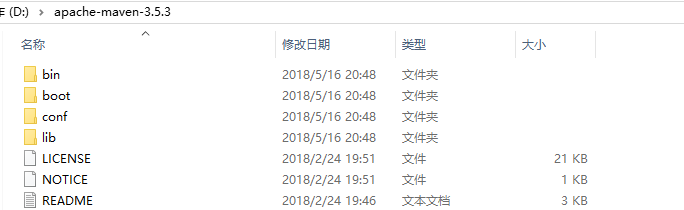 (D:) › apache-maven-3.5.3
名称 修改日期 类型 大小
bin 2018/5/16 20:48 文件夹
boot 2018/5/16 20:48 文件夹
conf 2018/5/16 20:48 文件夹
lib 2018/5/16 20:48 文件夹
LICENSE 2018/2/24 19:51 文件 21 KB
NOTICE 2018/2/24 19:51 文件 1 KB
README 2018/2/24 19:46 文本文档 3 KB